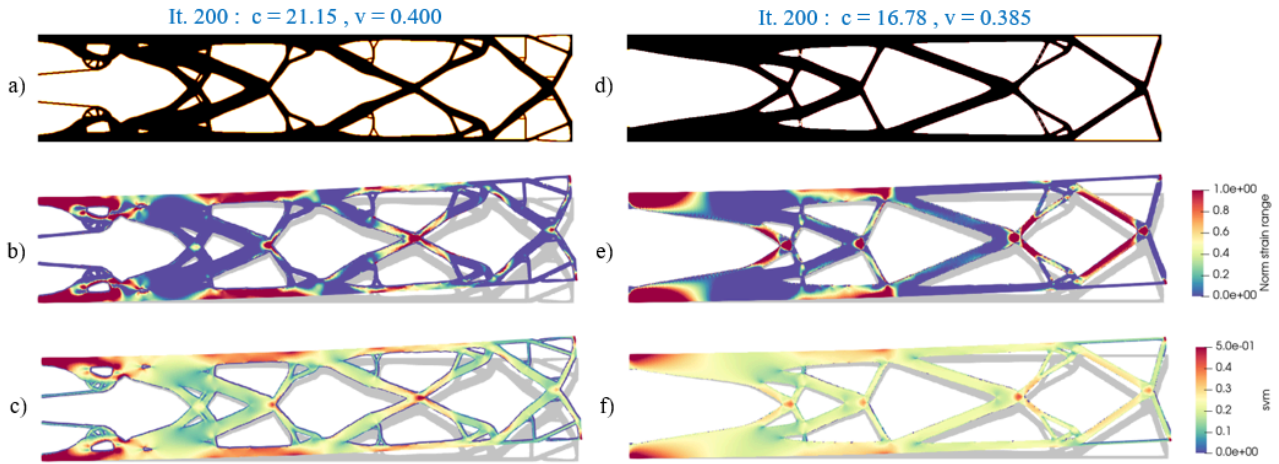 It. 200 : c = 21.15 , v = 0.400
It. 200 : c = 16.78 , v = 0.385
a)
d)
b)
e)
1.0e+00
0.8
0.6
0.4
0.2
0.0e+00
Norm strain range
c)
f)
5.0e-01
0.4
0.3
0.2
0.1
0.0e+00
svm